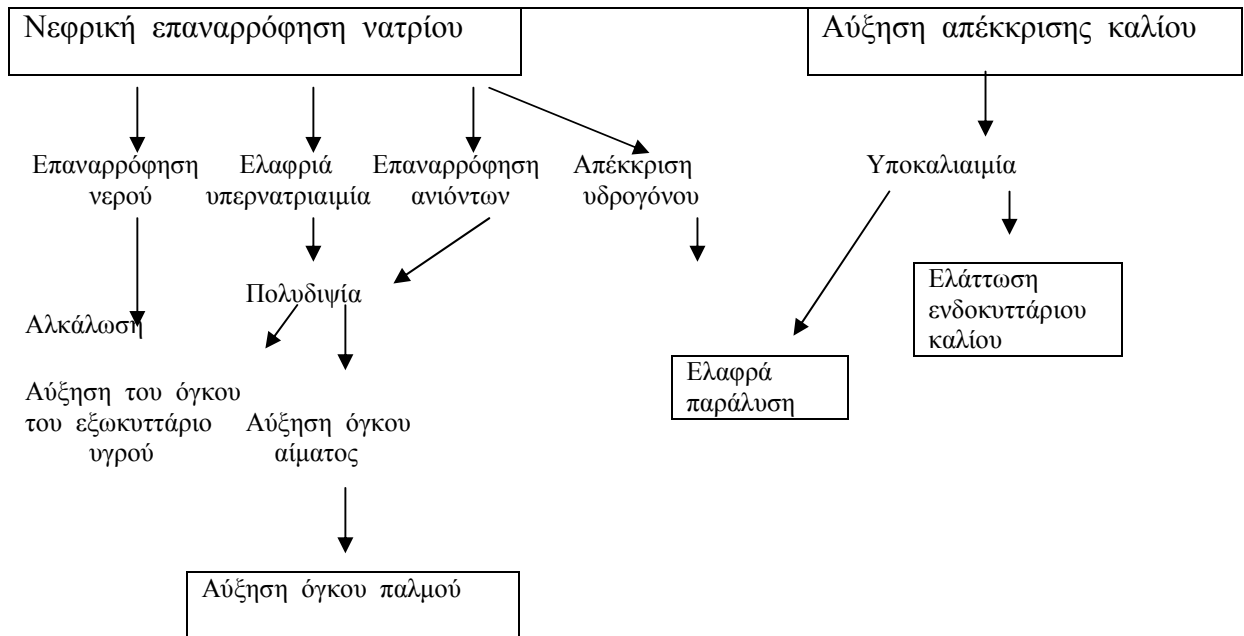 Νεφρική επαναρρόφηση νατρίου
Αύξηση απέκκρισης καλίου
Επαναρρόφηση
νερού
Ελαφριά
υπερνατριαιμία
Επαναρρόφηση
ανιόντων
Απέκκριση
υδρογόνου
Υποκαλιαιμία
Πολυδιψία
Αλκάλωση
Ελάττωση
ενδοκυττάριου
καλίου
Ελαφρά
παράλυση
Αύξηση του όγκου
του εξωκυττάριο
υγρού
Αύξηση όγκου
αίματος
Αύξηση όγκου παλμού